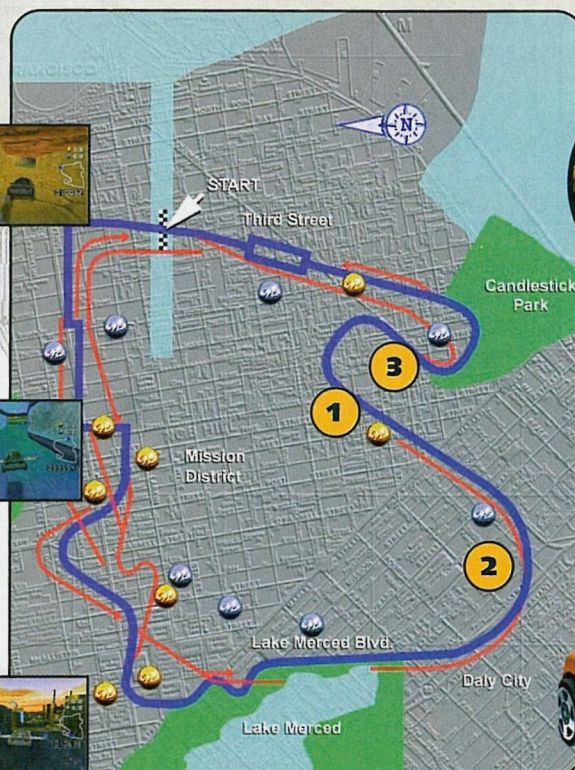 N
START
Third Street
Candlestick
Park
3
1
Mission
District
2
Lake Merced Blvd.
Daly City
Lake Merced